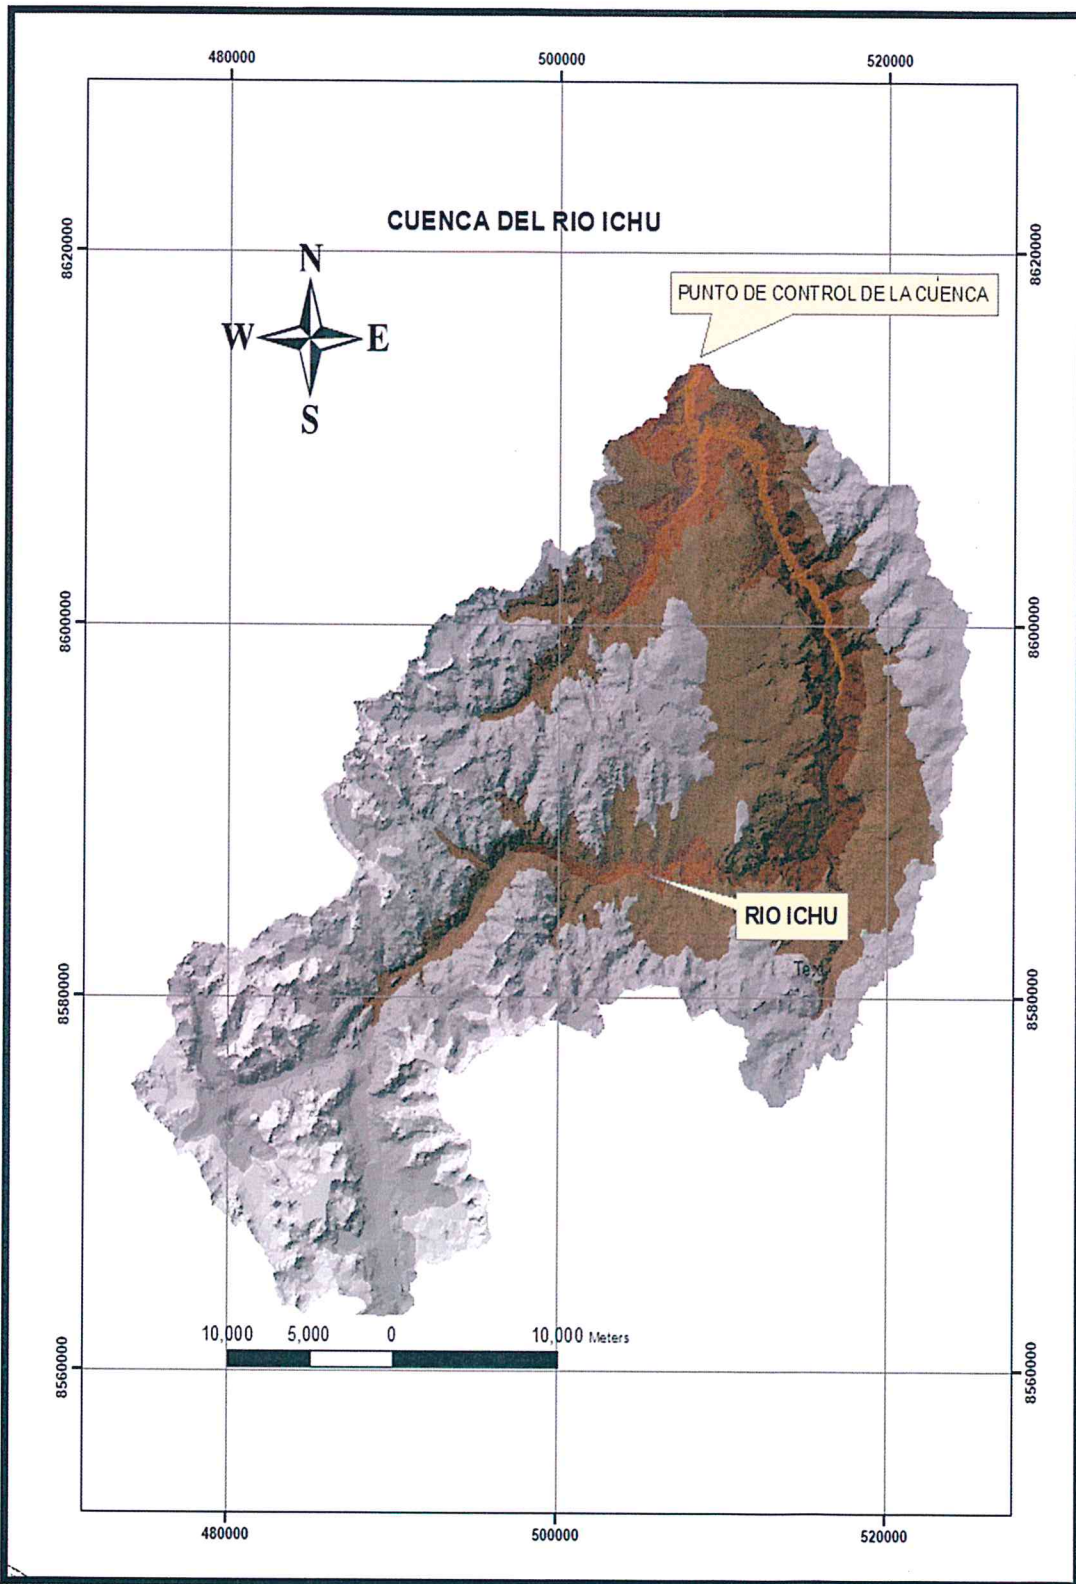 480000 500000 520000
CUENCA DEL RIO ICHU
8620000 8620000
N
PUNTO DE CONTROL DE LA CUENCA
W E
S
8600000 8600000
RIO ICHU
8580000 8580000
10,000 5,000 0 10,000 Meters
8560000 8560000
480000 500000 520000